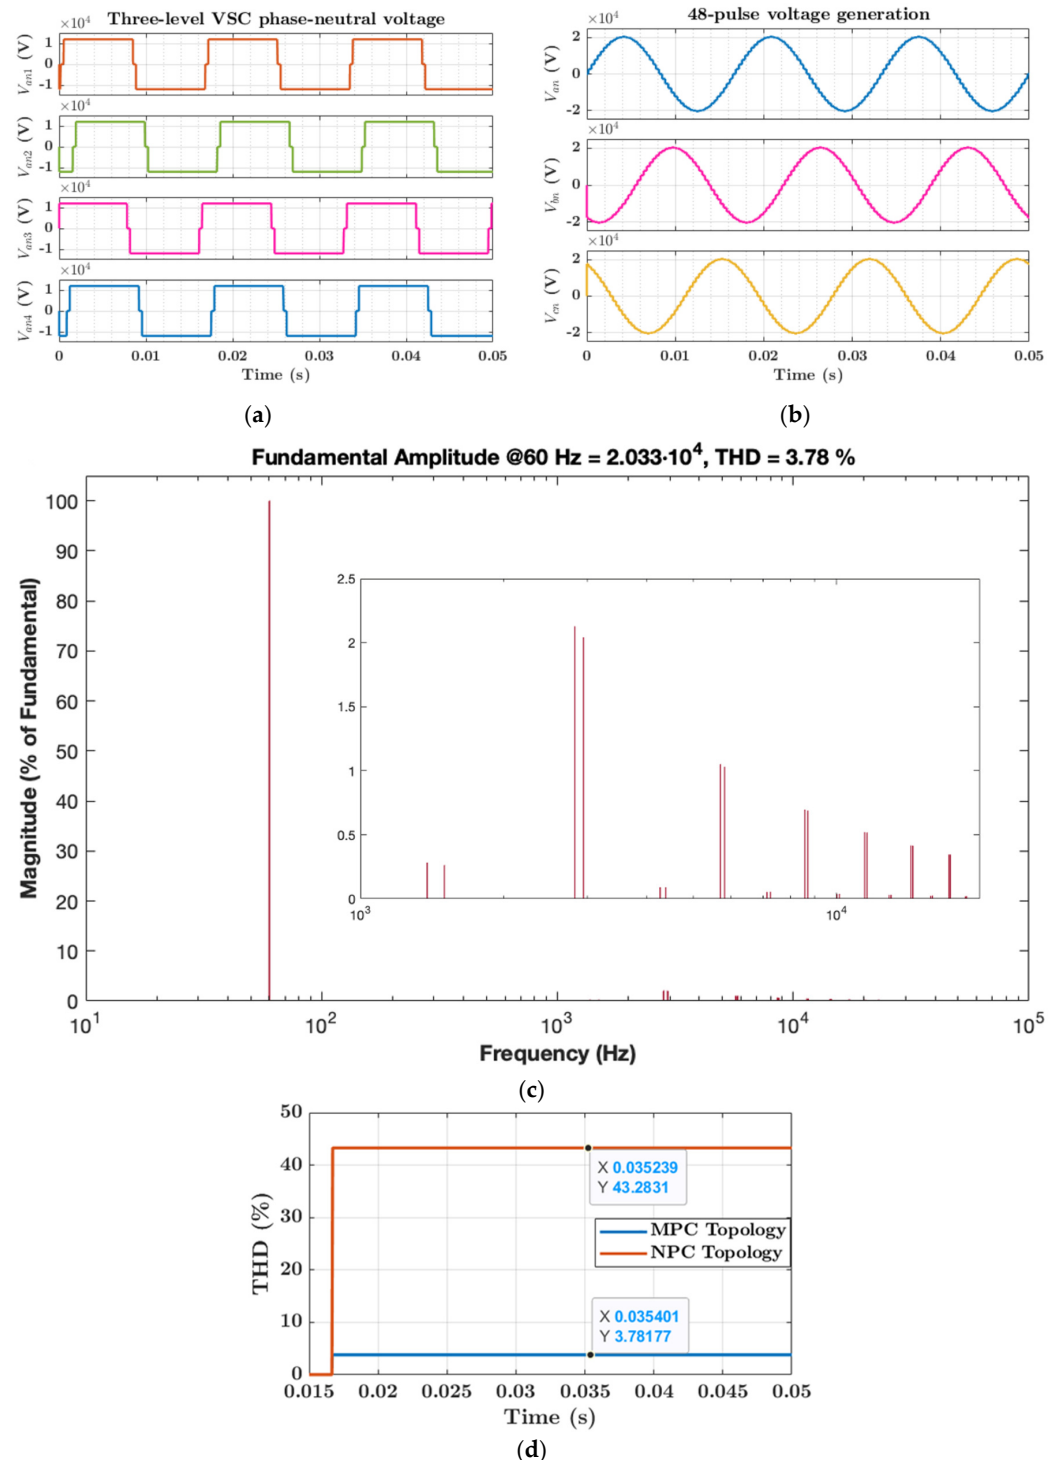 Three-level VSC phase-neutral voltage
×10⁴
V_an1 (V)
1
0
-1
×10⁴
V_an2 (V)
1
0
-1
×10⁴
V_an3 (V)
1
0
-1
×10⁴
V_an4 (V)
1
0
-1
0 0.01 0.02 0.03 0.04 0.05
Time (s)
(a)
48-pulse voltage generation
×10⁴
V_an (V)
2
0
-2
×10⁴
V_bn (V)
2
0
-2
×10⁴
V_cn (V)
2
0
-2
0 0.01 0.02 0.03 0.04 0.05
Time (s)
(b)
Fundamental Amplitude @60 Hz = 2.033·10⁴, THD = 3.78 %
Magnitude (% of Fundamental)
100
90
80
70
60
50
40
30
20
10
0
2.5
2
1.5
1
0.5
0
10³ 10⁴
10¹ 10² 10³ 10⁴ 10⁵
Frequency (Hz)
(c)
THD (%)
50
40
30
20
10
0
X 0.035239
Y 43.2831
MPC Topology
NPC Topology
X 0.035401
Y 3.78177
0.015 0.02 0.025 0.03 0.035 0.04 0.045 0.05
Time (s)
(d)